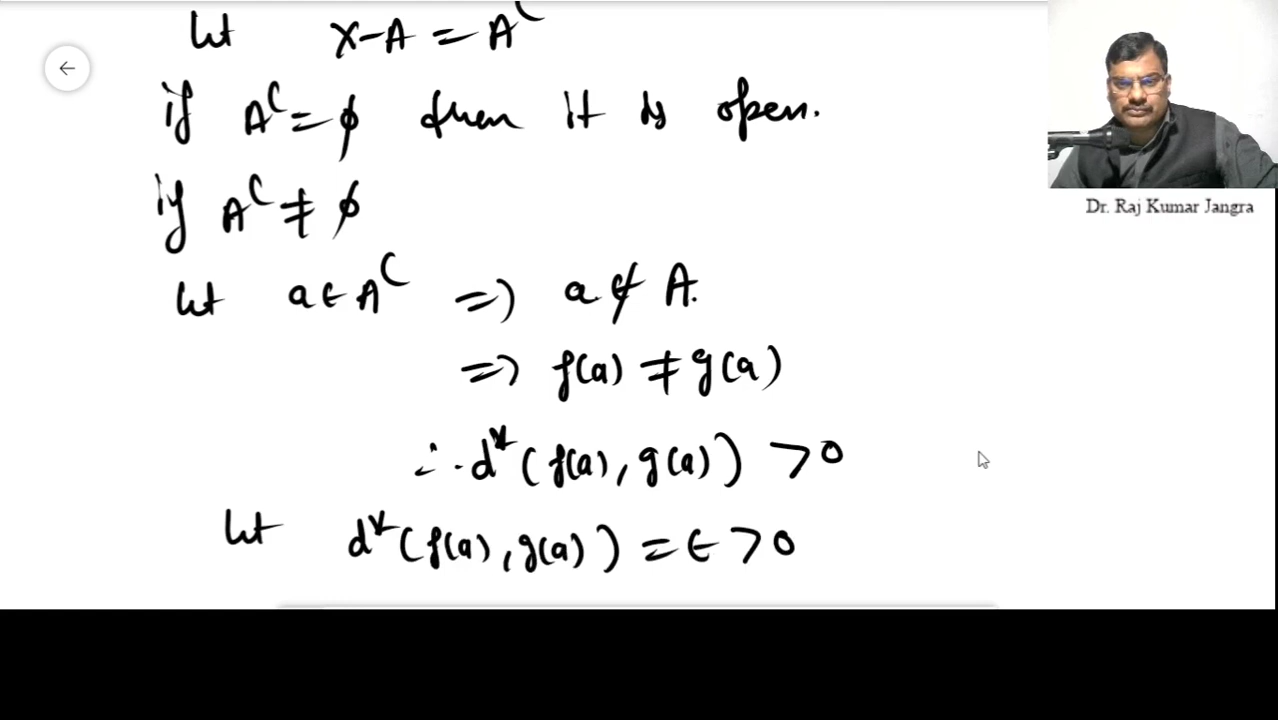 let X-A = A^C
if A^C = ϕ then it is open.
if A^C ≠ ϕ
let a ∈ A^C => a ∉ A.
=> f(a) ≠ g(a)
∴ d*(f(a), g(a)) > 0
let d*(f(a), g(a)) = ϵ > 0
Dr. Raj Kumar Jangra